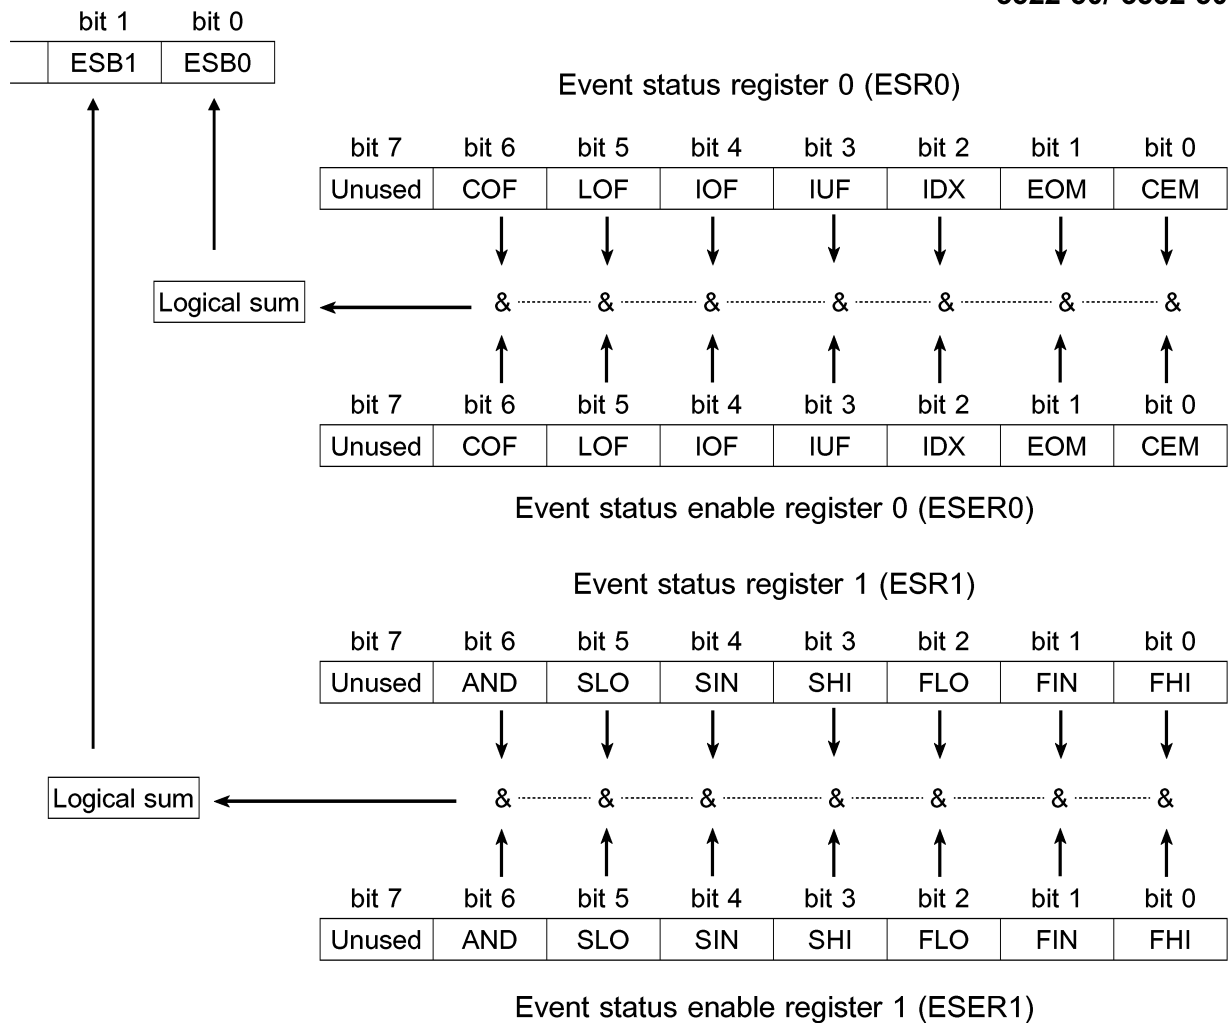 bit 1 bit 0
ESB1 ESB0
Event status register 0 (ESR0)
bit 7 bit 6 bit 5 bit 4 bit 3 bit 2 bit 1 bit 0
Unused COF LOF IOF IUF IDX EOM CEM
Logical sum & & & & & & &
bit 7 bit 6 bit 5 bit 4 bit 3 bit 2 bit 1 bit 0
Unused COF LOF IOF IUF IDX EOM CEM
Event status enable register 0 (ESER0)
Event status register 1 (ESR1)
bit 7 bit 6 bit 5 bit 4 bit 3 bit 2 bit 1 bit 0
Unused AND SLO SIN SHI FLO FIN FHI
Logical sum & & & & & & &
bit 7 bit 6 bit 5 bit 4 bit 3 bit 2 bit 1 bit 0
Unused AND SLO SIN SHI FLO FIN FHI
Event status enable register 1 (ESER1)